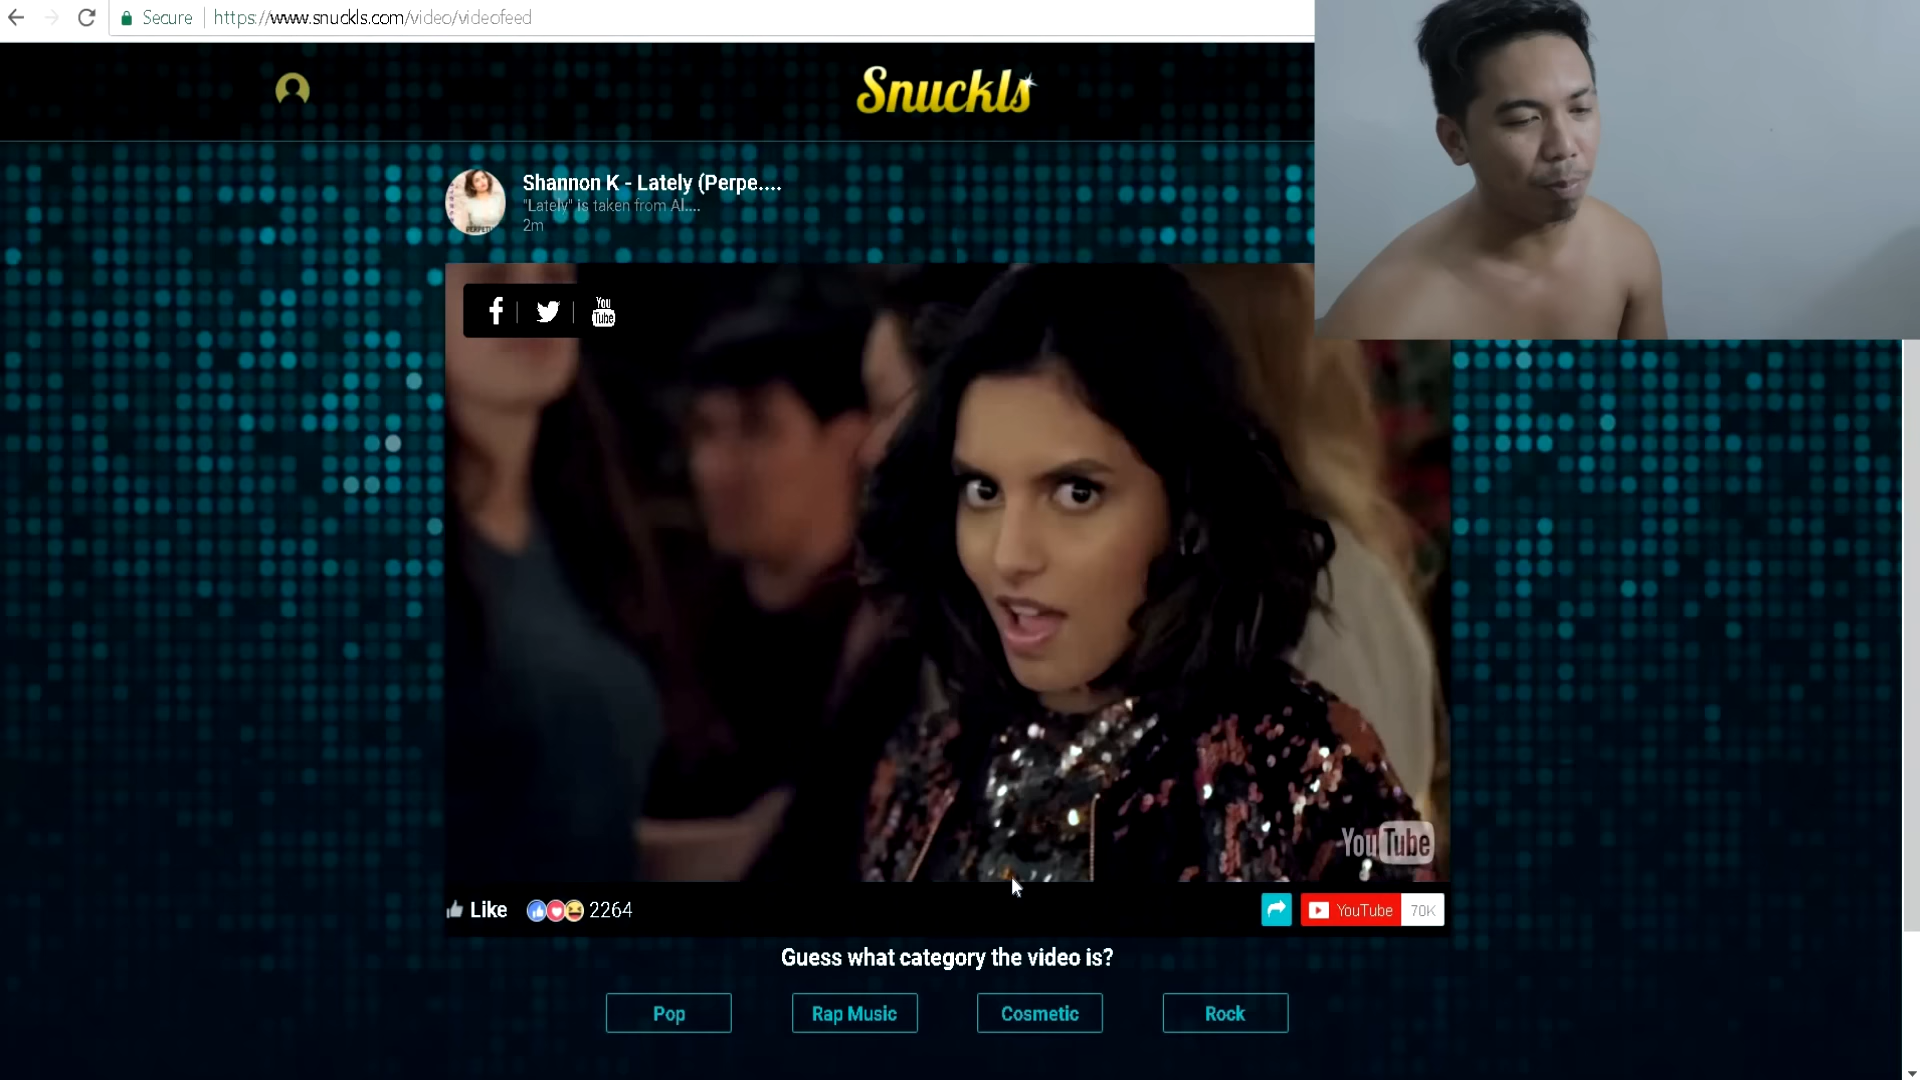 Secure https://www.snuckls.com/video/videofeed
Snuckls
Shannon K - Lately (Perpe....
"Lately" is taken from Al....
2m
You
Tube
YouTube
Like 2264 YouTube 70K
Guess what category the video is?
Pop Rap Music Cosmetic Rock